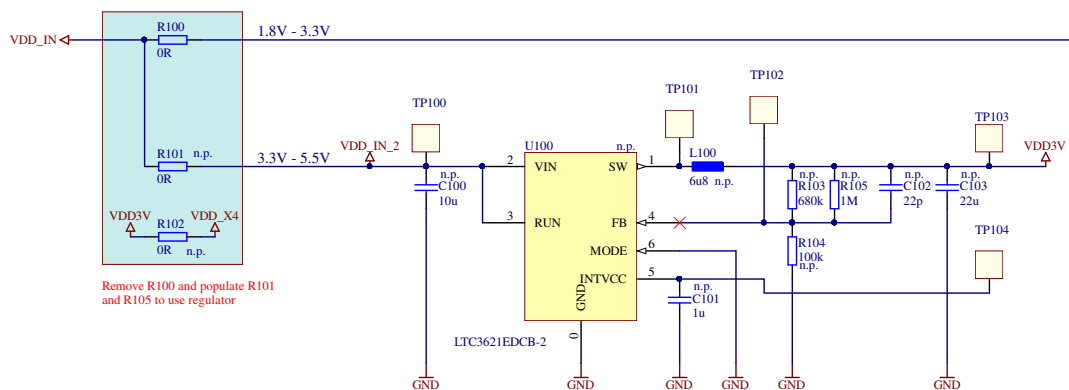 R100
1.8V - 3.3V
VDD_IN
0R
TP102
TP100
TP101
TP103
R101
n.p.
3.3V - 5.5V
VDD_IN_2
U100
n.p.
L100
VDD3V
0R
2
VIN
SW
1
6u8
n.p.
n.p.
C100
10u
n.p.
R103
680k
n.p.
R105
1M
n.p.
C102
22p
n.p.
C103
22u
VDD3V
R102
VDD_X4
0R
n.p.
3
RUN
FB
4
TP104
MODE
6
R104
100k
n.p.
INTVCC
5
Remove R100 and populate R101
and R105 to use regulator
n.p.
C101
1u
GND
0
LTC3621EDCB-2
GND
GND
GND
GND
GND
GND